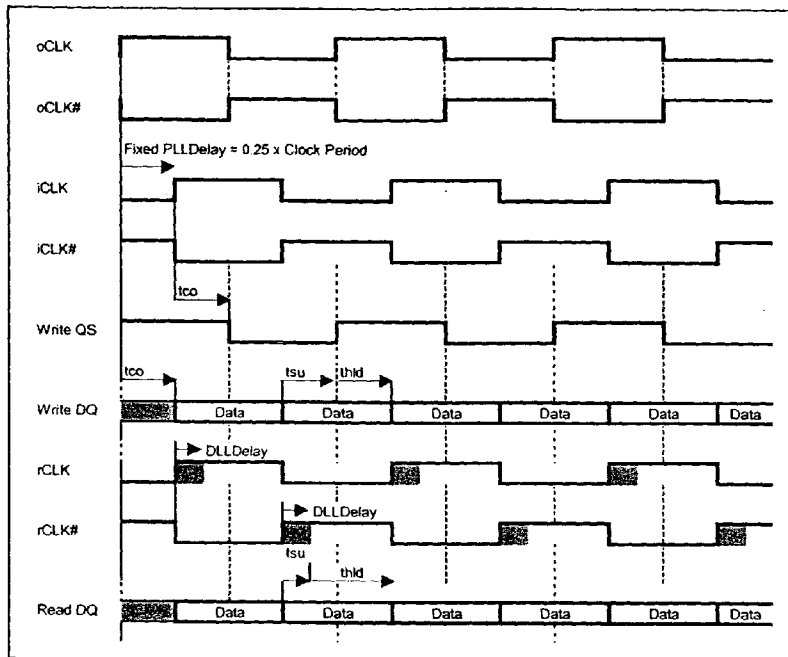 oCLK
oCLK#
Fixed PLLDelay = 0.25 x Clock Period
iCLK
iCLK#
tco
Write QS
tco tsu thld
Write DQ Data Data Data Data Data Data
DLLDelay
rCLK
DLLDelay
rCLK#
tsu thld
Read DQ Data Data Data Data Data Data